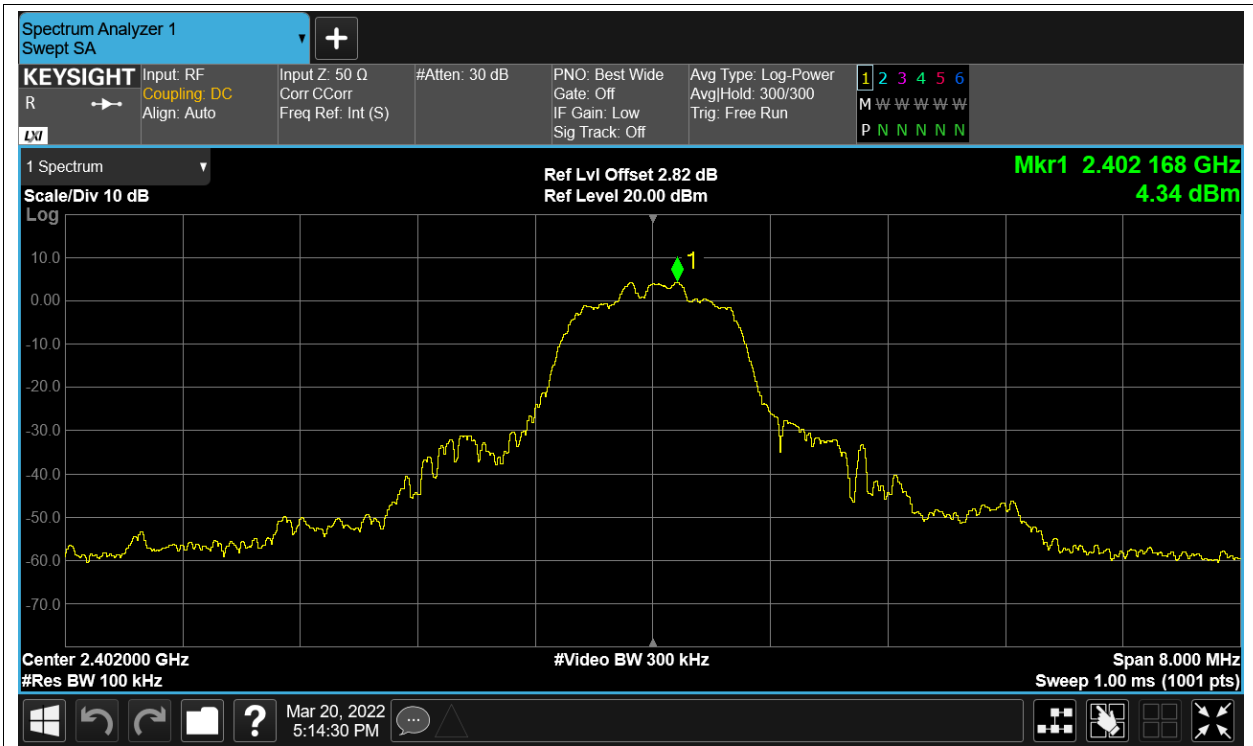 Spectrum Analyzer 1
Swept SA
KEYSIGHT
R
LXI
Input: RF
Coupling: DC
Align: Auto
Input Z: 50 Ω
Corr CCorr
Freq Ref: Int (S)
#Atten: 30 dB
PNO: Best Wide
Gate: Off
IF Gain: Low
Sig Track: Off
Avg Type: Log-Power
Avg|Hold: 300/300
Trig: Free Run
1 2 3 4 5 6
M W W W W W
P N N N N N
1 Spectrum
Scale/Div 10 dB
Log
Ref Lvl Offset 2.82 dB
Ref Level 20.00 dBm
Mkr1 2.402 168 GHz
4.34 dBm
1
10.0
0.00
-10.0
-20.0
-30.0
-40.0
-50.0
-60.0
-70.0
Center 2.402000 GHz
#Res BW 100 kHz
#Video BW 300 kHz
Span 8.000 MHz
Sweep 1.00 ms (1001 pts)
?
Mar 20, 2022
5:14:30 PM